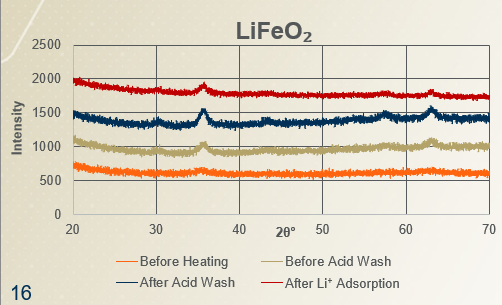 LiFeO₂
2500
2000
1500
1000
500
0
Intensity
20 30 40 50 60 70
2θ°
Before Heating Before Acid Wash
After Acid Wash After Li⁺ Adsorption
16